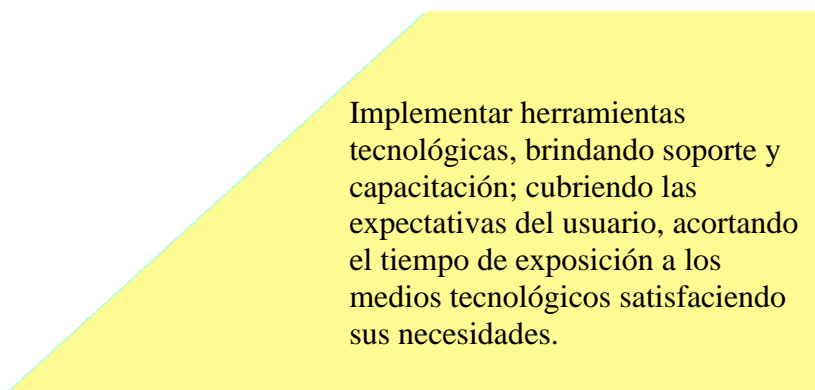 Implementar herramientas
tecnológicas, brindando soporte y
capacitación; cubriendo las
expectativas del usuario, acortando
el tiempo de exposición a los
medios tecnológicos satisfaciendo
sus necesidades.